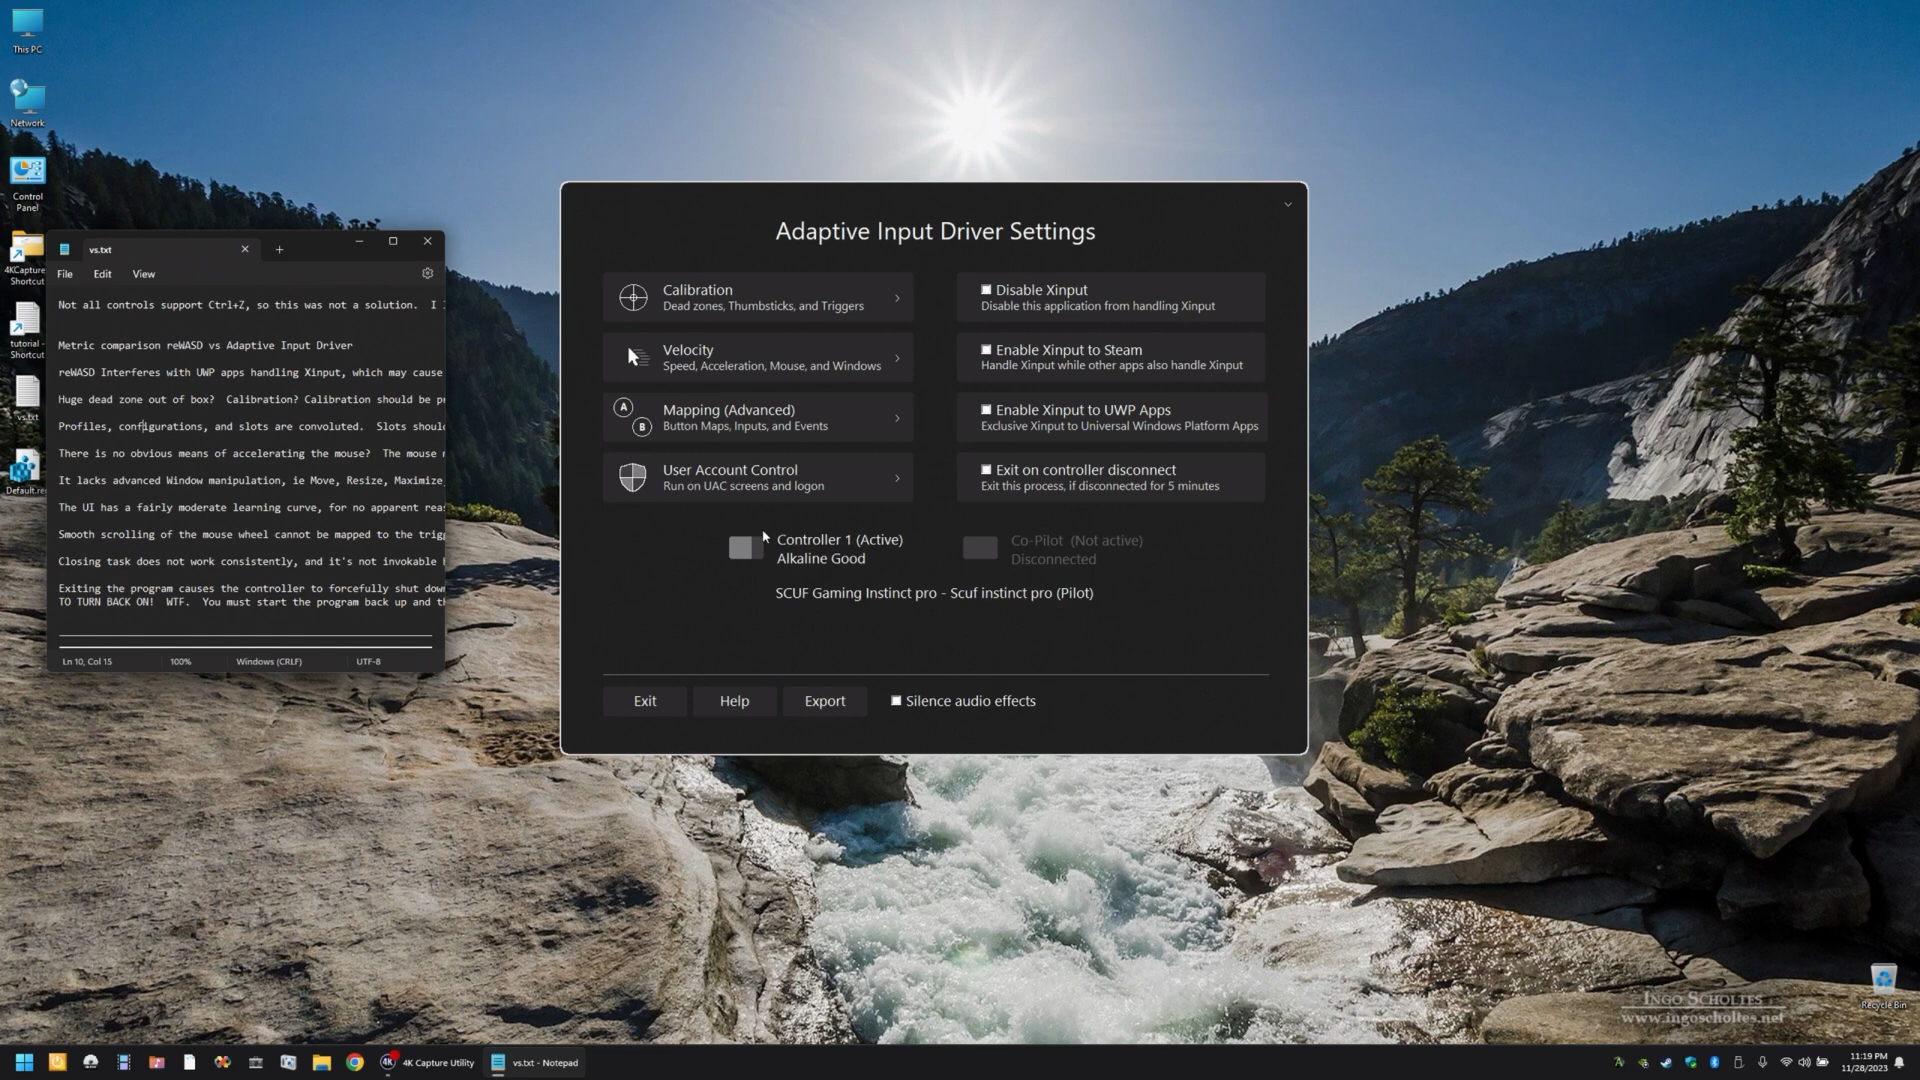 This PC
Network
Control
Panel
4KCapture
Shortcut
tutorial -
Shortcut
vs.txt
Default.re
vs.txt
File Edit View
Not all controls support Ctrl+Z, so this was not a solution. I
Metric comparison reWASD vs Adaptive Input Driver
reWASD Interferes with UWP apps handling Xinput, which may cause
Huge dead zone out of box? Calibration? Calibration should be p
Profiles, configurations, and slots are convoluted. Slots shoul
There is no obvious means of accelerating the mouse? The mouse
It lacks advanced Window manipulation, ie Move, Resize, Maximize
The UI has a fairly moderate learning curve, for no apparent rea
Smooth scrolling of the mouse wheel cannot be mapped to the trig
Closing task does not work consistently, and it's not invokable
Exiting the program causes the controller to forcefully shut dow
TO TURN BACK ON! WTF. You must start the program back up and t
Ln 10, Col 15 100% Windows (CRLF) UTF-8
Adaptive Input Driver Settings
Calibration
Dead zones, Thumbsticks, and Triggers
Velocity
Speed, Acceleration, Mouse, and Windows
A
B
Mapping (Advanced)
Button Maps, Inputs, and Events
User Account Control
Run on UAC screens and logon
Disable Xinput
Disable this application from handling Xinput
Enable Xinput to Steam
Handle Xinput while other apps also handle Xinput
Enable Xinput to UWP Apps
Exclusive Xinput to Universal Windows Platform Apps
Exit on controller disconnect
Exit this process, if disconnected for 5 minutes
Controller 1 (Active)
Alkaline Good
Co-Pilot (Not active)
Disconnected
SCUF Gaming Instinct pro - Scuf instinct pro (Pilot)
Exit Help Export Silence audio effects
Ingo Scholtes
www.ingoscholtes.net
Recycle Bin
4K 4K Capture Utility vs.txt - Notepad
11:19 PM
11/28/2023